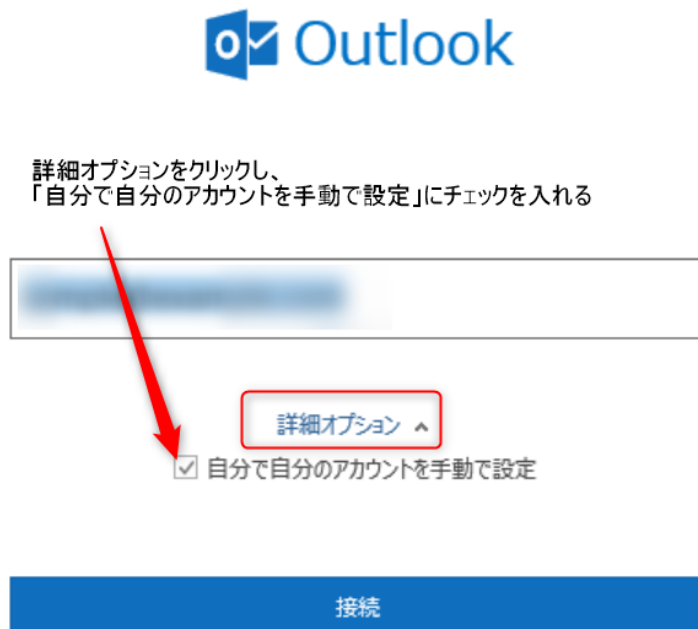 Outlook
詳細オプションをクリックし、
「自分で自分のアカウントを手動で設定」にチェックを入れる
詳細オプション
自分で自分のアカウントを手動で設定
接続